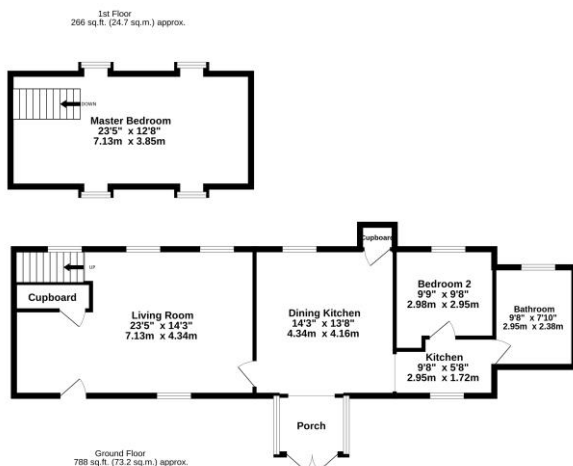 1st Floor
266 sq.ft. (24.7 sq.m.) approx.
DOWN
Master Bedroom
23'5" x 12'8"
7.13m x 3.85m
Cupboard
UP
Cupboard
Living Room
23'5" x 14'3"
7.13m x 4.34m
Dining Kitchen
14'3" x 13'8"
4.34m x 4.16m
Bedroom 2
9'9" x 9'8"
2.98m x 2.95m
Bathroom
9'8" x 7'10"
2.95m x 2.38m
Kitchen
9'8" x 5'8"
2.95m x 1.72m
Porch
Ground Floor
788 sq.ft. (73.2 sq.m.) approx.